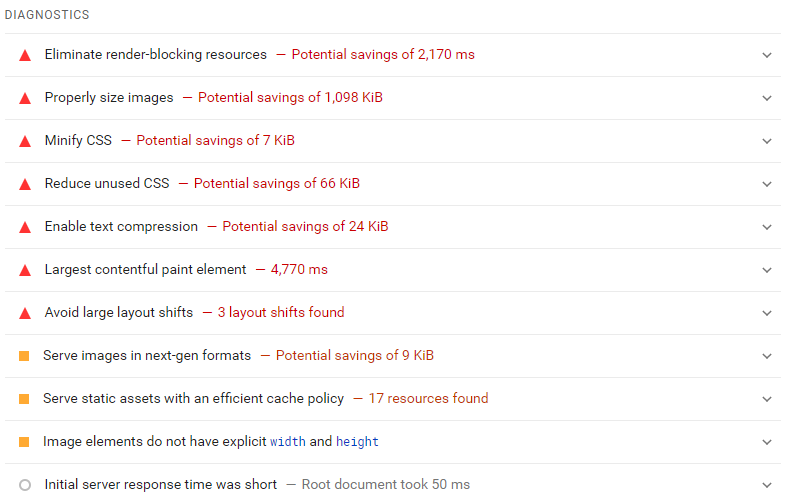 DIAGNOSTICS
Eliminate render-blocking resources — Potential savings of 2,170 ms
Properly size images — Potential savings of 1,098 KiB
Minify CSS — Potential savings of 7 KiB
Reduce unused CSS — Potential savings of 66 KiB
Enable text compression — Potential savings of 24 KiB
Largest contentful paint element — 4,770 ms
Avoid large layout shifts — 3 layout shifts found
Serve images in next-gen formats — Potential savings of 9 KiB
Serve static assets with an efficient cache policy — 17 resources found
Image elements do not have explicit width and height
Initial server response time was short — Root document took 50 ms